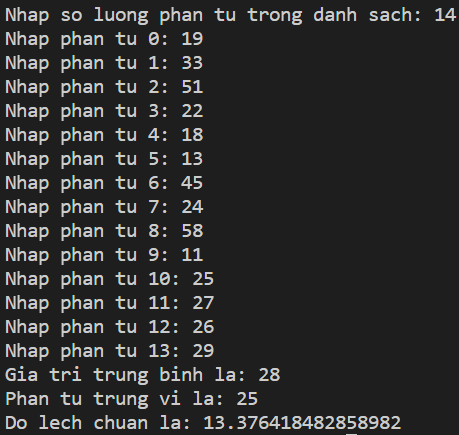 Nhap so luong phan tu trong danh sach: 14
Nhap phan tu 0: 19
Nhap phan tu 1: 33
Nhap phan tu 2: 51
Nhap phan tu 3: 22
Nhap phan tu 4: 18
Nhap phan tu 5: 13
Nhap phan tu 6: 45
Nhap phan tu 7: 24
Nhap phan tu 8: 58
Nhap phan tu 9: 11
Nhap phan tu 10: 25
Nhap phan tu 11: 27
Nhap phan tu 12: 26
Nhap phan tu 13: 29
Gia tri trung binh la: 28
Phan tu trung vi la: 25
Do lech chuan la: 13.376418482858982